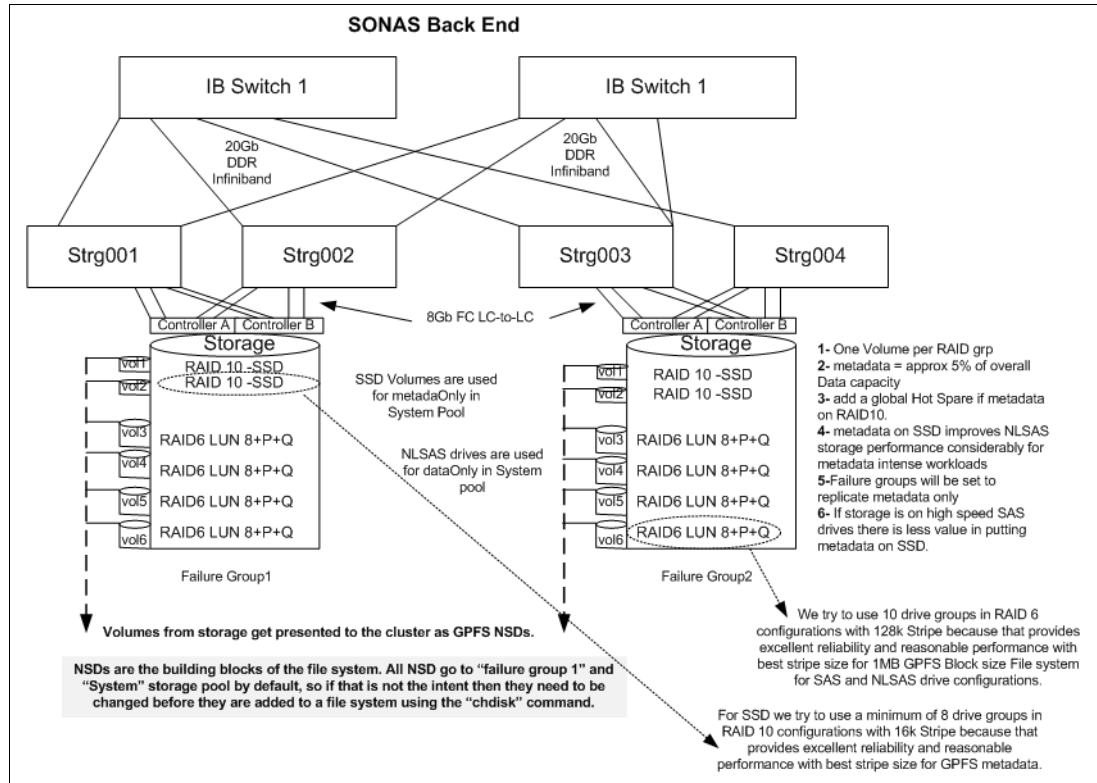 SONAS Back End
IB Switch 1
IB Switch 1
20Gb
DDR
Infiniband
20Gb
DDR
Infiniband
Strg001
Strg002
Strg003
Strg004
8Gb FC LC-to-LC
Controller A
Controller B
Storage
vol1
RAID 10 -SSD
vol2
RAID 10 -SSD
vol3
RAID6 LUN 8+P+Q
vol4
RAID6 LUN 8+P+Q
vol5
RAID6 LUN 8+P+Q
vol6
RAID6 LUN 8+P+Q
Failure Group1
SSD Volumes are used
for metadaOnly in
System Pool
NLSAS drives are used
for dataOnly in System
pool
Controller A
Controller B
Storage
vol1
RAID 10 -SSD
vol2
RAID 10 -SSD
vol3
RAID6 LUN 8+P+Q
vol4
RAID6 LUN 8+P+Q
vol5
RAID6 LUN 8+P+Q
vol6
RAID6 LUN 8+P+Q
Failure Group2
1- One Volume per RAID grp
2- metadata = approx 5% of overall
Data capacity
3- add a global Hot Spare if metadata
on RAID10.
4- metadata on SSD improves NLSAS
storage performance considerably for
metadata intense workloads
5-Failure groups will be set to
replicate metadata only
6- If storage is on high speed SAS
drives there is less value in putting
metadata on SSD.
Volumes from storage get presented to the cluster as GPFS NSDs.
NSDs are the building blocks of the file system. All NSD go to “failure group 1” and
“System” storage pool by default, so if that is not the intent then they need to be
changed before they are added to a file system using the “chdisk” command.
We try to use 10 drive groups in RAID 6
configurations with 128k Stripe because that provides
excellent reliability and reasonable performance with
best stripe size for 1MB GPFS Block size File system
for SAS and NLSAS drive configurations.
For SSD we try to use a minimum of 8 drive groups in
RAID 10 configurations with 16k Stripe because that
provides excellent reliability and reasonable
performance with best stripe size for GPFS metadata.